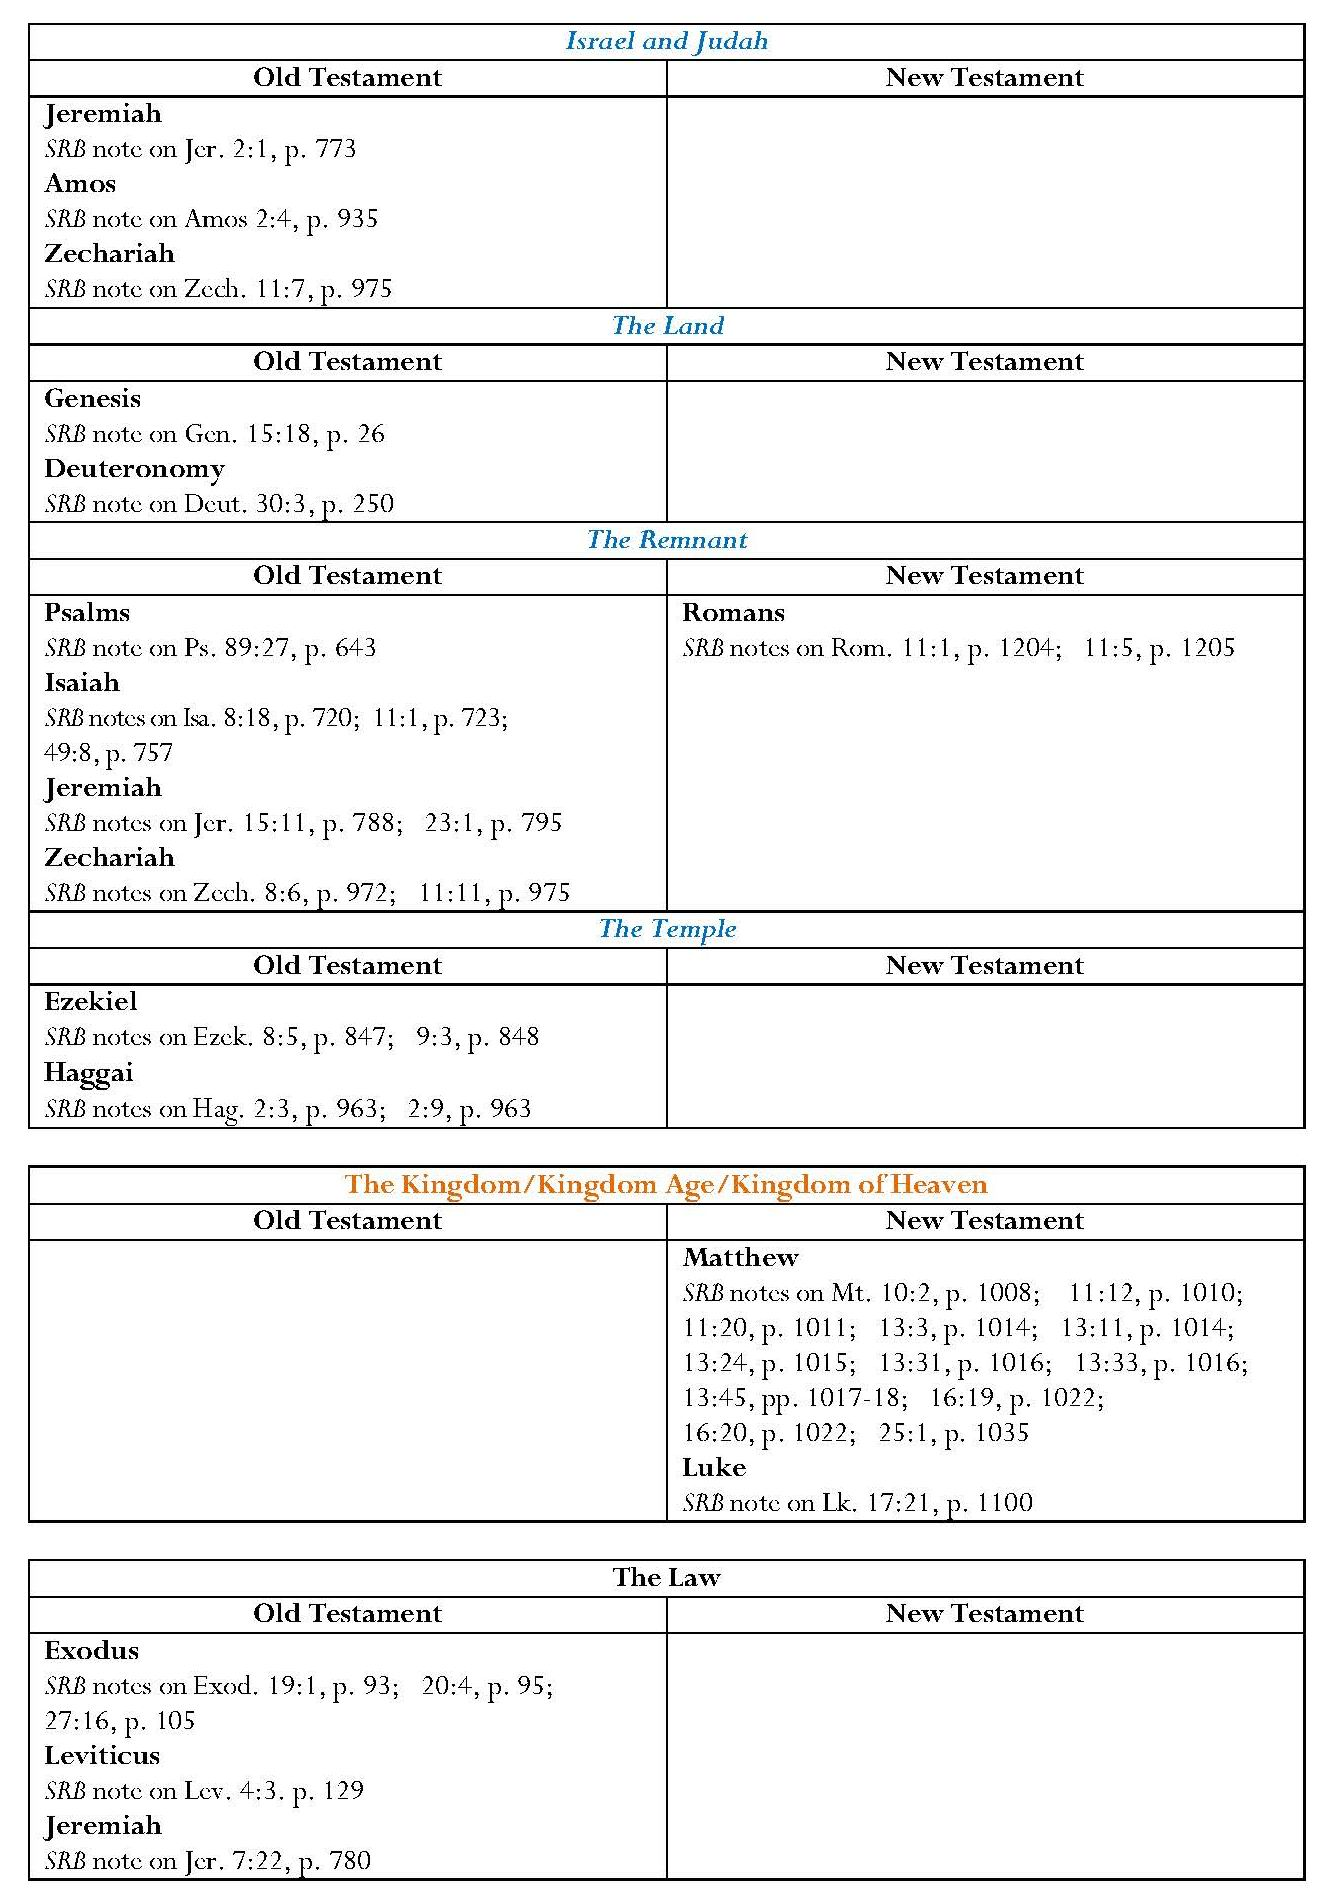 Israel and Judah
Old Testament New Testament
Jeremiah
SRB note on Jer. 2:1, p. 773
Amos
SRB note on Amos 2:4, p. 935
Zechariah
SRB note on Zech. 11:7, p. 975
The Land
Old Testament New Testament
Genesis
SRB note on Gen. 15:18, p. 26
Deuteronomy
SRB note on Deut. 30:3, p. 250
The Remnant
Old Testament New Testament
Psalms
SRB note on Ps. 89:27, p. 643
Isaiah
SRB notes on Isa. 8:18, p. 720; 11:1, p. 723;
49:8, p. 757
Jeremiah
SRB notes on Jer. 15:11, p. 788; 23:1, p. 795
Zechariah
SRB notes on Zech. 8:6, p. 972; 11:11, p. 975
Romans
SRB notes on Rom. 11:1, p. 1204; 11:5, p. 1205
The Temple
Old Testament New Testament
Ezekiel
SRB notes on Ezek. 8:5, p. 847; 9:3, p. 848
Haggai
SRB notes on Hag. 2:3, p. 963; 2:9, p. 963
The Kingdom/Kingdom Age/Kingdom of Heaven
Old Testament New Testament
Matthew
SRB notes on Mt. 10:2, p. 1008; 11:12, p. 1010;
11:20, p. 1011; 13:3, p. 1014; 13:11, p. 1014;
13:24, p. 1015; 13:31, p. 1016; 13:33, p. 1016;
13:45, pp. 1017-18; 16:19, p. 1022;
16:20, p. 1022; 25:1, p. 1035
Luke
SRB note on Lk. 17:21, p. 1100
The Law
Old Testament New Testament
Exodus
SRB notes on Exod. 19:1, p. 93; 20:4, p. 95;
27:16, p. 105
Leviticus
SRB note on Lev. 4:3. p. 129
Jeremiah
SRB note on Jer. 7:22, p. 780